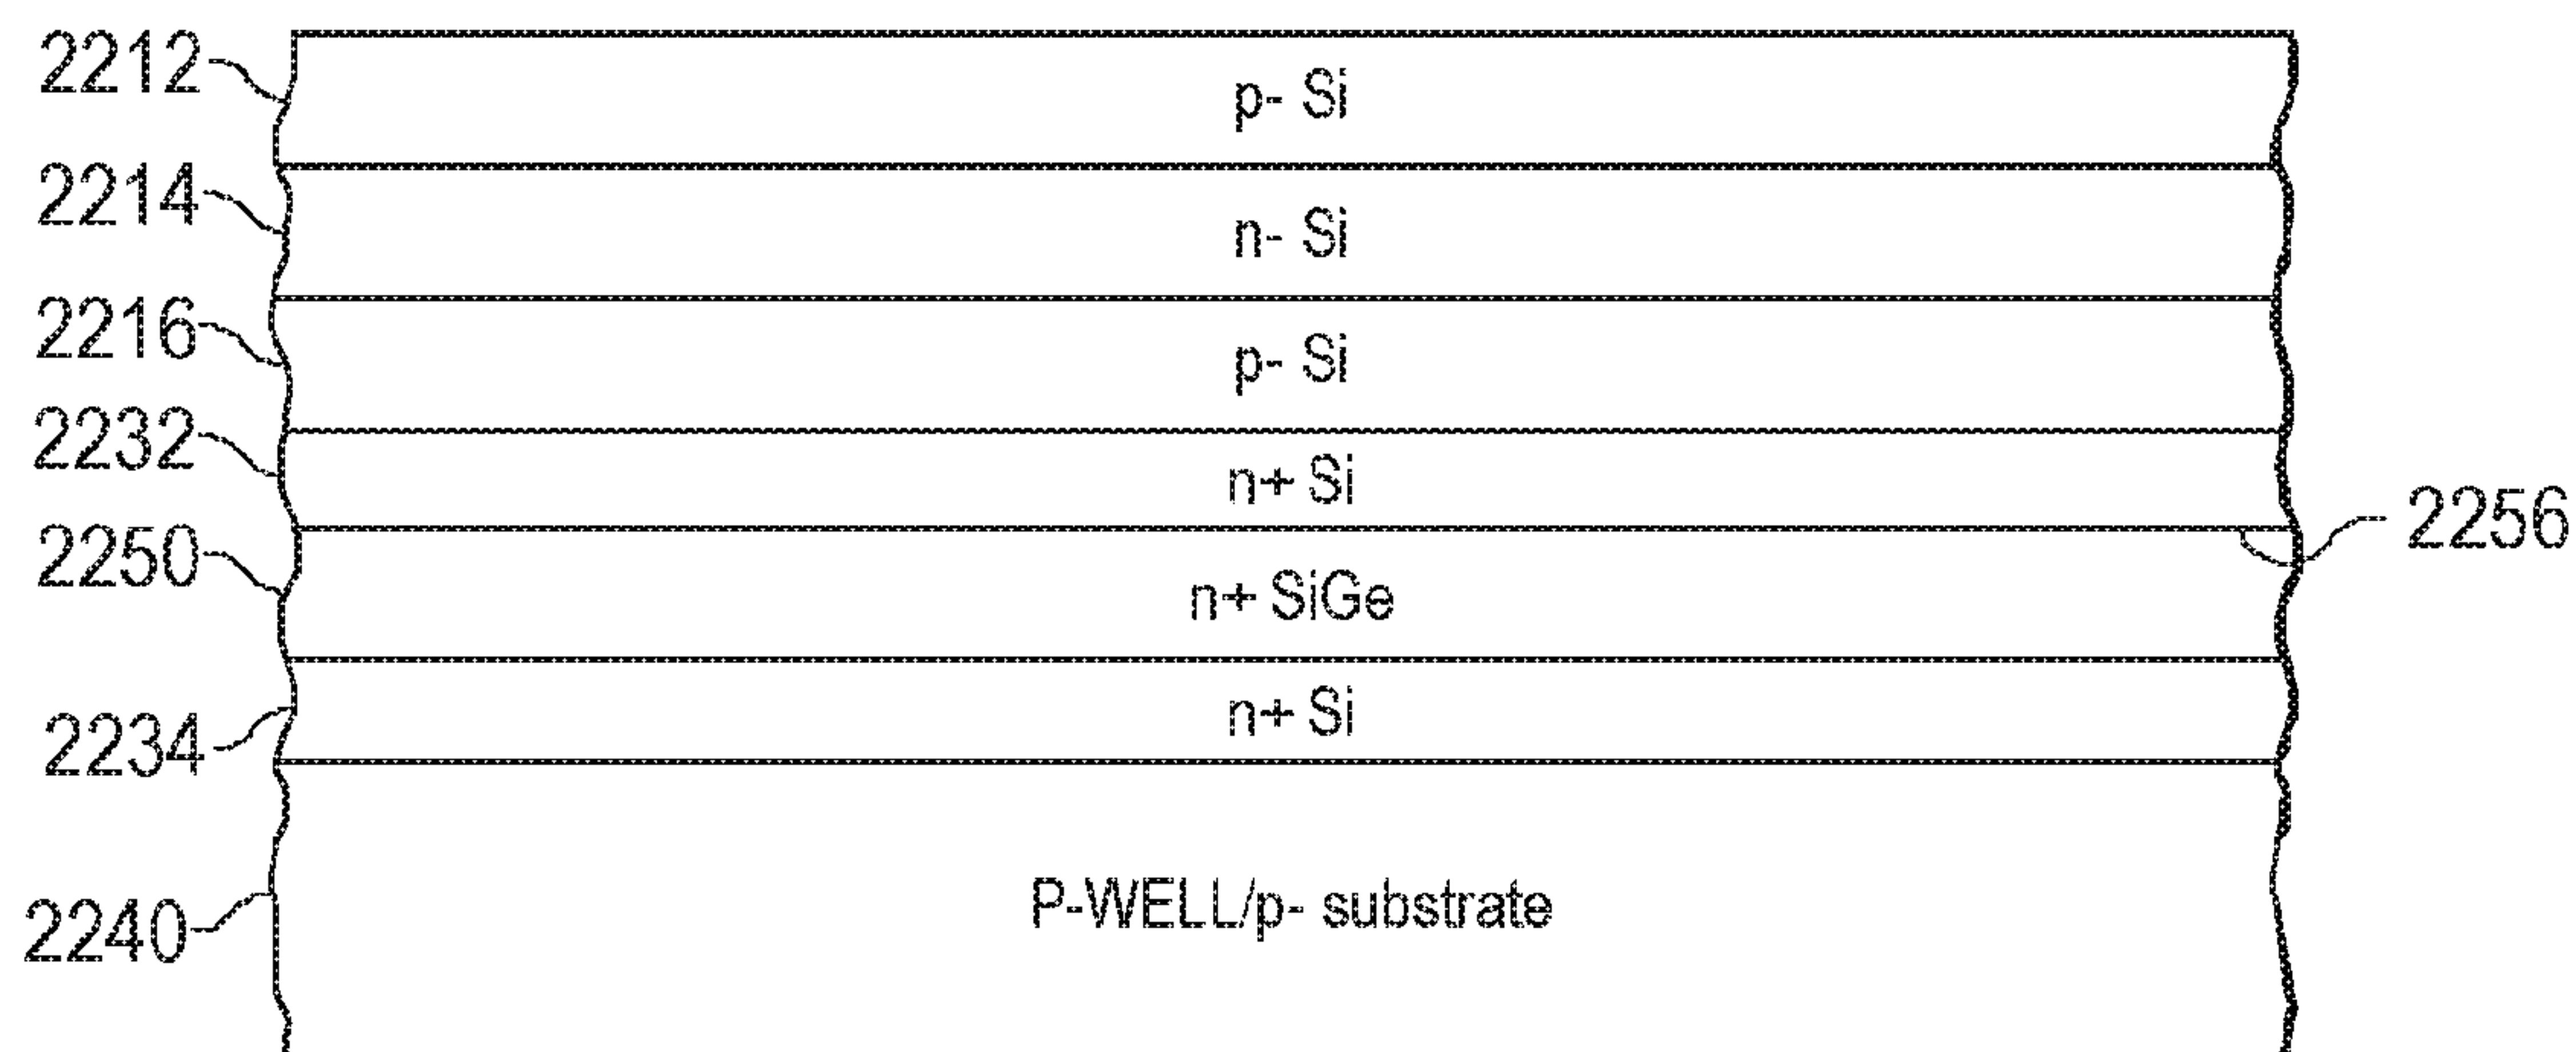 2212
p- Si
2214
n- Si
2216
p- Si
2232
n+ Si
2256
2250
n+ SiGe
2234
n+ Si
2240
P-WELL/p- substrate